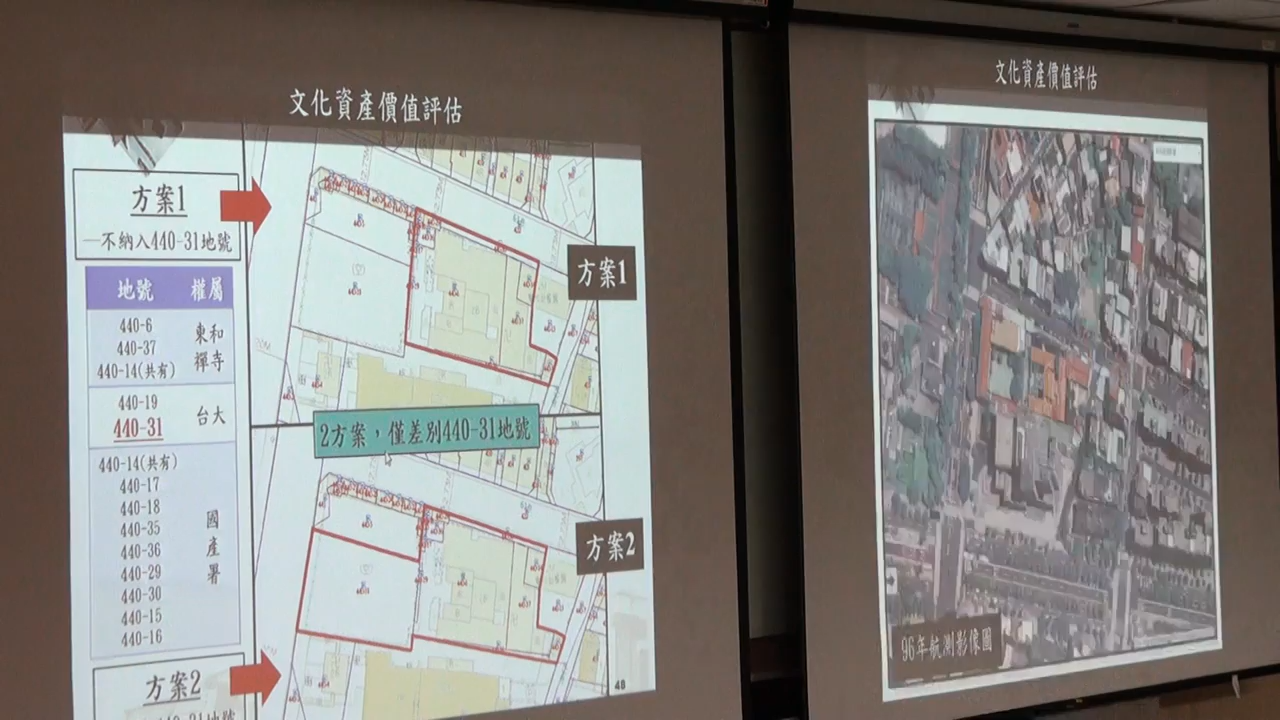 文化資產價值評估
方案1
—不納入440-31地號
地號 權屬
440-6
440-37
440-14(共有)
東和
禪寺
440-19
440-31
台大
440-14(共有)
440-17
440-18
440-35
440-36
440-29
440-30
440-15
440-16
國
產
署
方案2
方案1
2方案，僅差別440-31地號
方案2
48
文化資產價值評估
96年航測影像圖